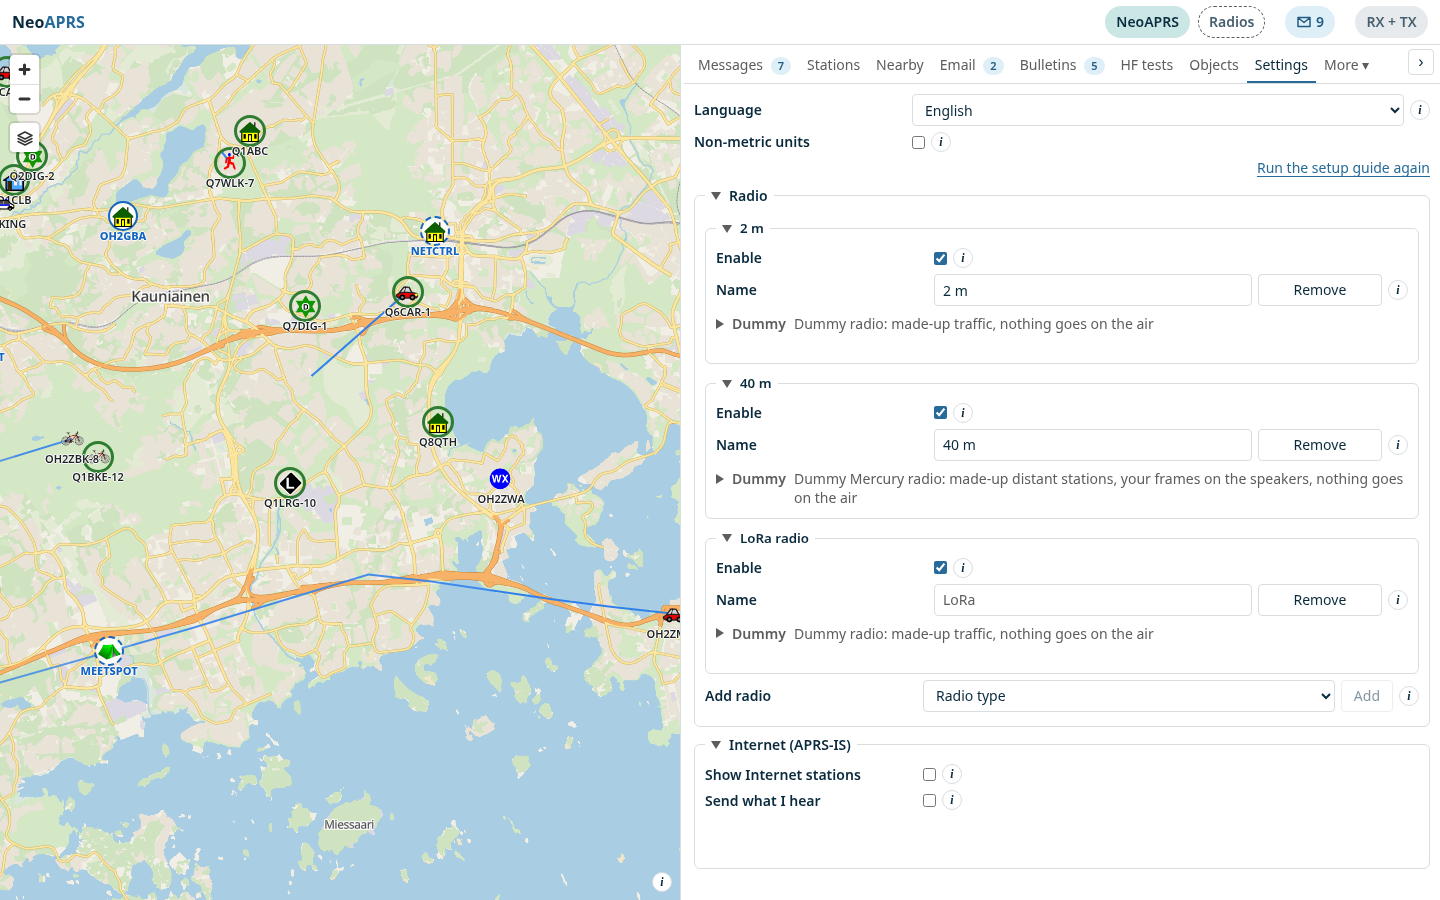 NeoAPRS
NeoAPRS
Radios
9
RX + TX
Messages 7
Stations
Nearby
Email 2
Bulletins 5
HF tests
Objects
Settings
More ▾
›
+
−
Q1ABC
Q7WLK-7
Q2DIG-2
KING
OH2GBA
NETCTRL
Kauniainen
Q7DIG-1
Q6CAR-1
Q8QTH
OH2ZBK-8
Q1BKE-12
Q1LRG-10
WX
OH2ZWA
MEETSPOT
Miessaari
i
Language
English
i
Non-metric units
i
Run the setup guide again
Radio
2 m
Enable
i
Name
2 m
Remove
i
Dummy Dummy radio: made-up traffic, nothing goes on the air
40 m
Enable
i
Name
40 m
Remove
i
Dummy Dummy Mercury radio: made-up distant stations, your frames on the speakers, nothing goes
on the air
LoRa radio
Enable
i
Name
LoRa
Remove
i
Dummy Dummy radio: made-up traffic, nothing goes on the air
Add radio
Radio type
Add
i
Internet (APRS-IS)
Show Internet stations
i
Send what I hear
i